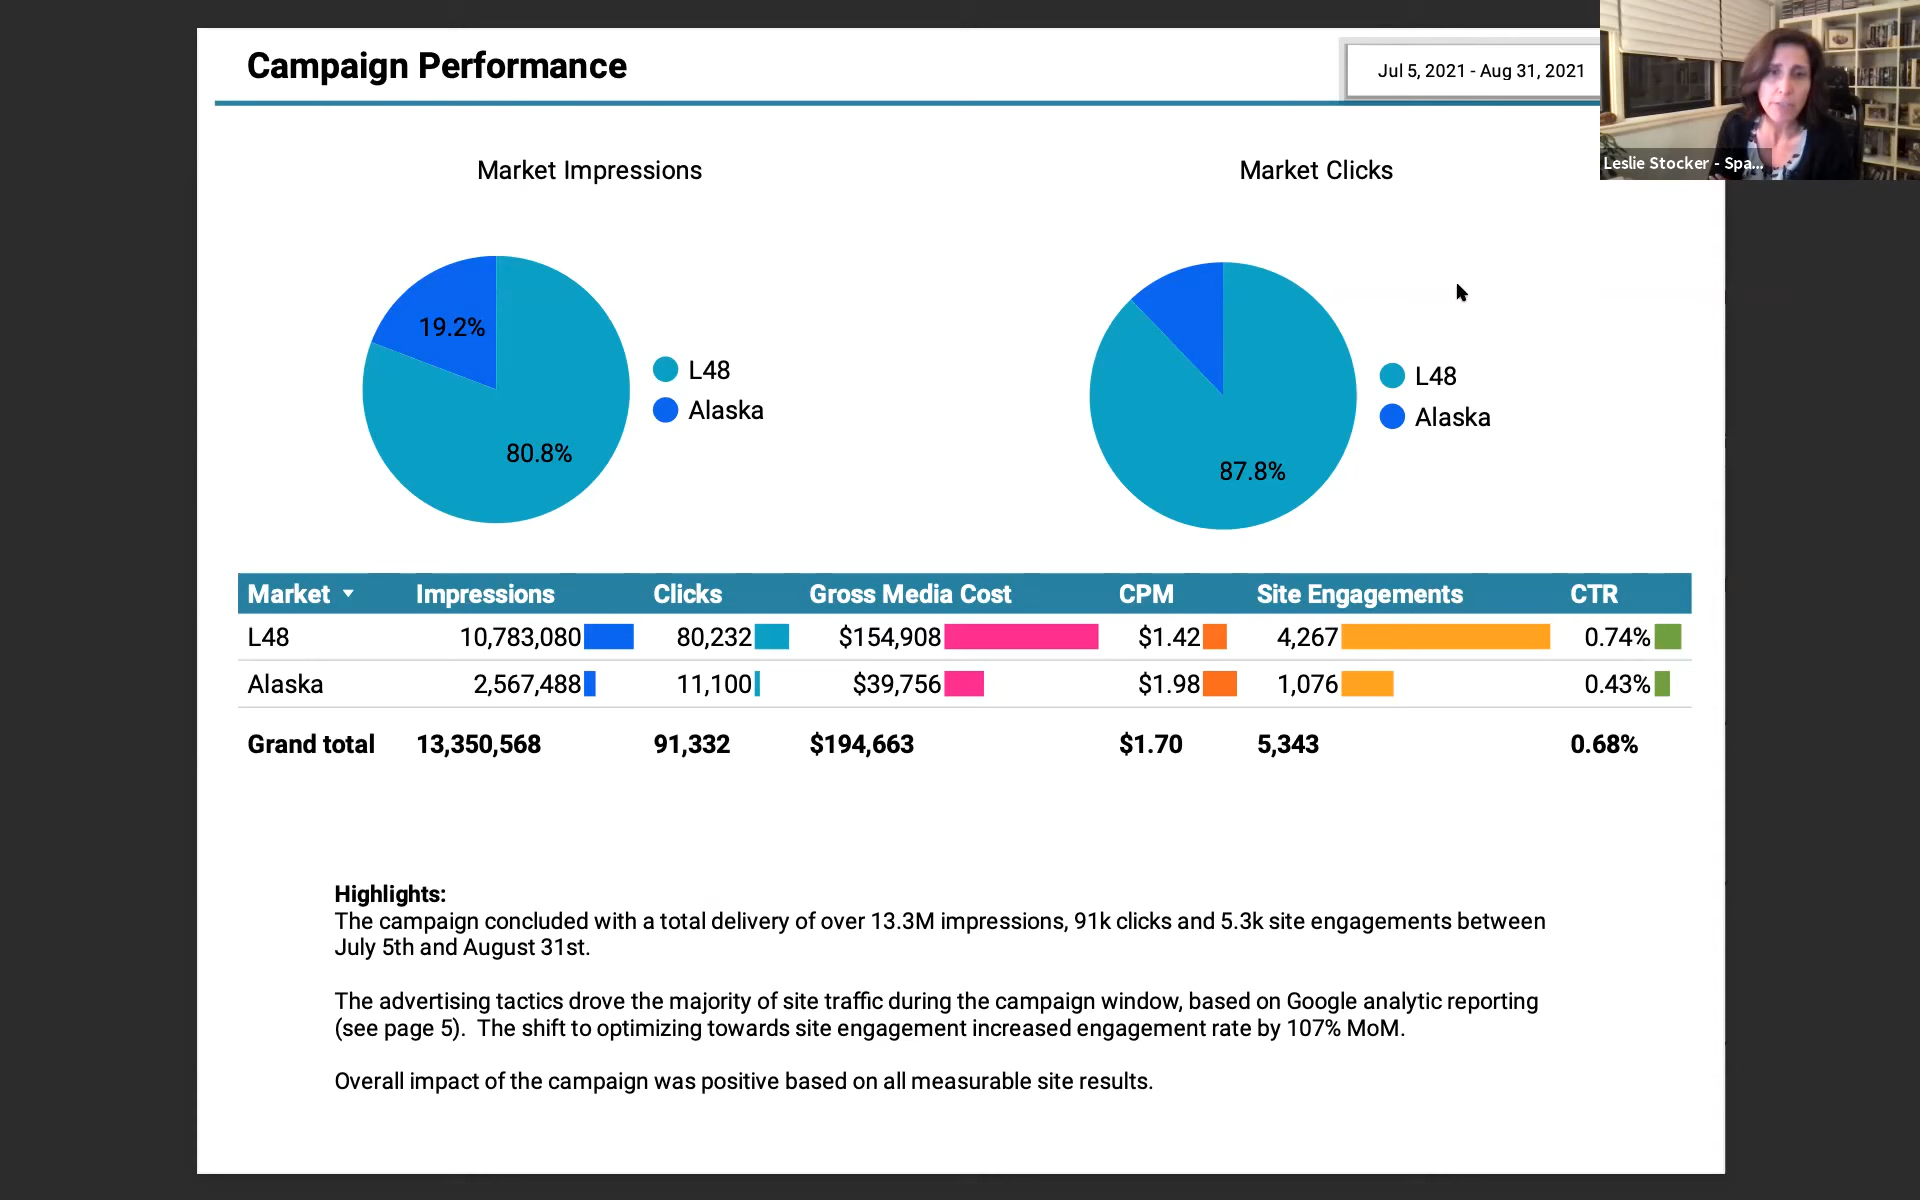 Campaign Performance
Jul 5, 2021 - Aug 31, 2021
Leslie Stocker - Spa...
Market Impressions
Market Clicks
19.2%
80.8%
L48
Alaska
87.8%
L48
Alaska
Market Impressions Clicks Gross Media Cost CPM Site Engagements CTR
L48 10,783,080 80,232 $154,908 $1.42 4,267 0.74%
Alaska 2,567,488 11,100 $39,756 $1.98 1,076 0.43%
Grand total 13,350,568 91,332 $194,663 $1.70 5,343 0.68%
Highlights:
The campaign concluded with a total delivery of over 13.3M impressions, 91k clicks and 5.3k site engagements between
July 5th and August 31st.
The advertising tactics drove the majority of site traffic during the campaign window, based on Google analytic reporting
(see page 5). The shift to optimizing towards site engagement increased engagement rate by 107% MoM.
Overall impact of the campaign was positive based on all measurable site results.